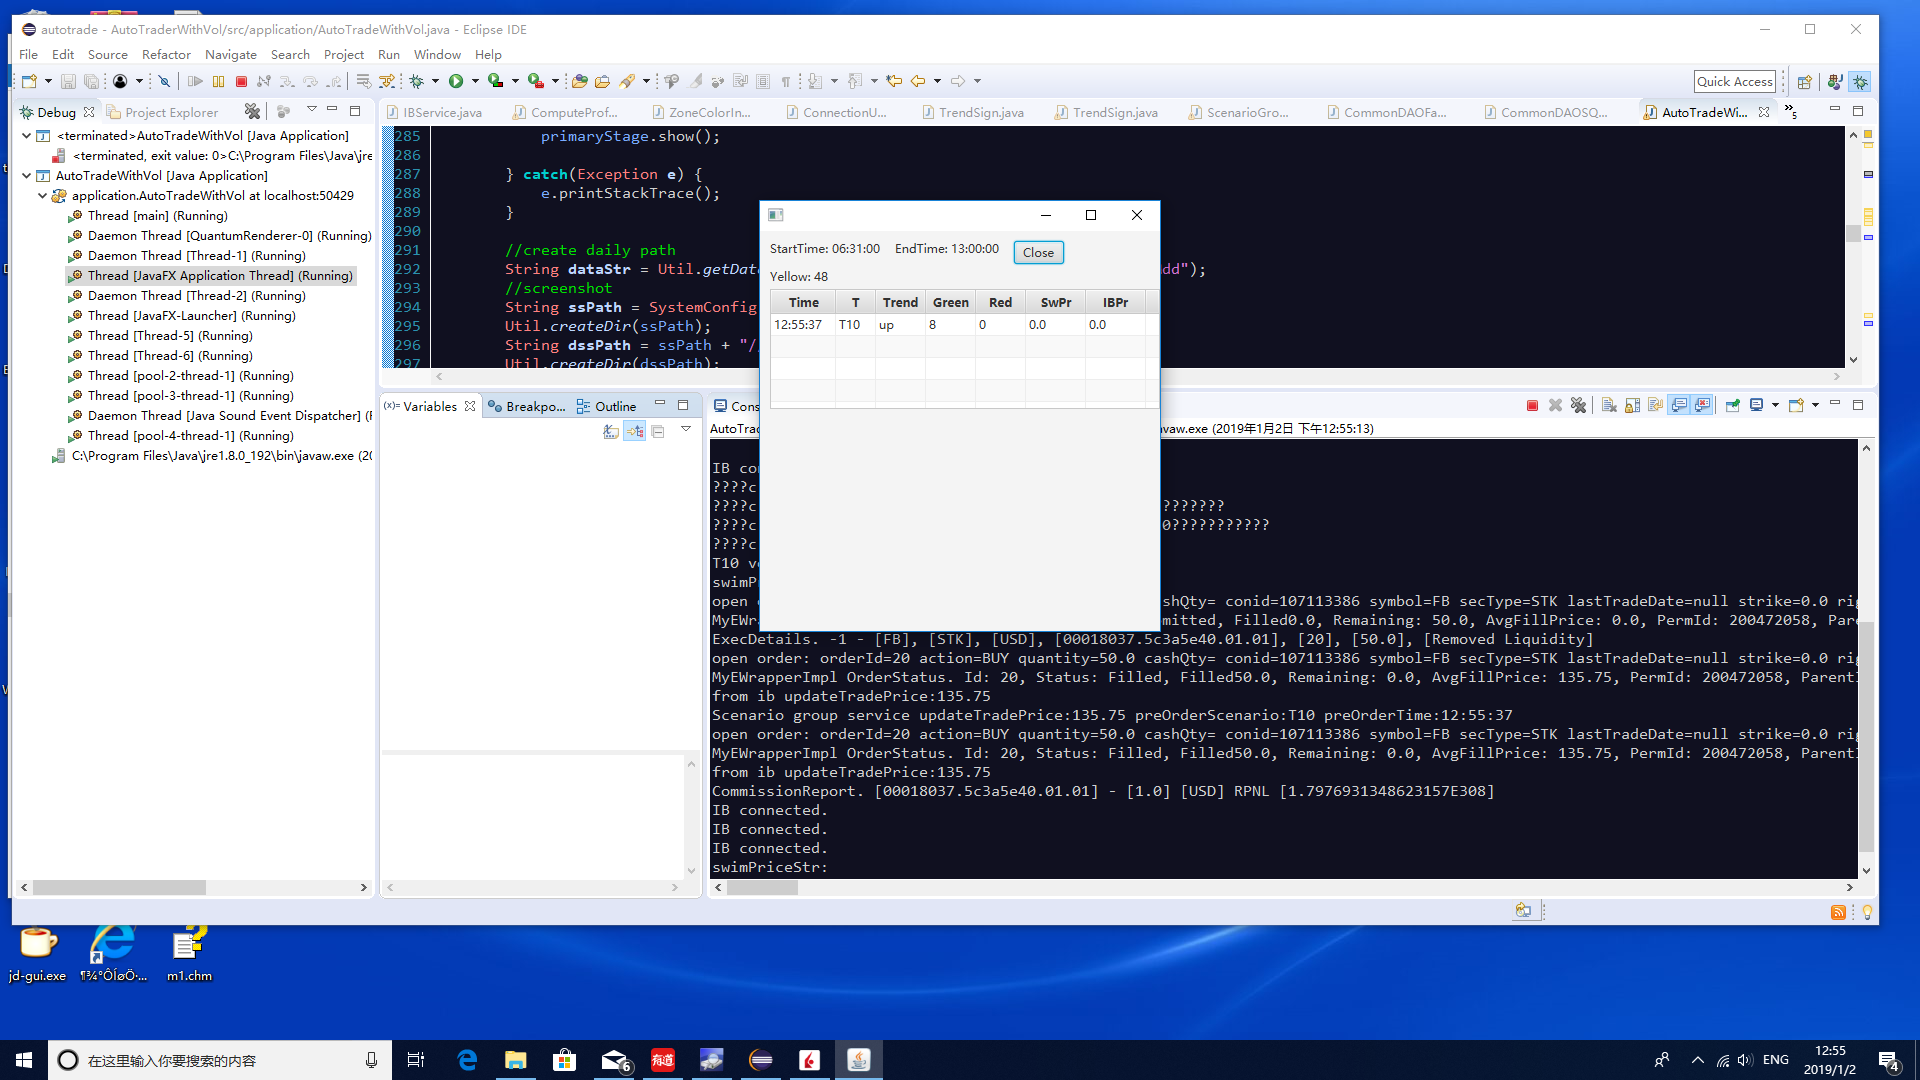 autotrade - AutoTraderWithVol/src/application/AutoTradeWithVol.java - Eclipse IDE
File Edit Source Refactor Navigate Search Project Run Window Help
Quick Access
Debug Project Explorer
IBService.java ComputeProf... ZoneColorIn... ConnectionU... TrendSign.java TrendSign.java ScenarioGro... CommonDAOFa... CommonDAOSQ... AutoTradeWi... 5
<terminated>AutoTradeWithVol [Java Application]
<terminated, exit value: 0>C:\Program Files\Java\jre
AutoTradeWithVol [Java Application]
application.AutoTradeWithVol at localhost:50429
Thread [main] (Running)
Daemon Thread [QuantumRenderer-0] (Running)
Daemon Thread [Thread-1] (Running)
Thread [JavaFX Application Thread] (Running)
Daemon Thread [Thread-2] (Running)
Thread [JavaFX-Launcher] (Running)
Thread [Thread-5] (Running)
Thread [Thread-6] (Running)
Thread [pool-2-thread-1] (Running)
Thread [pool-3-thread-1] (Running)
Daemon Thread [Java Sound Event Dispatcher] (F
Thread [pool-4-thread-1] (Running)
C:\Program Files\Java\jre1.8.0_192\bin\javaw.exe (20
285 primaryStage.show();
286
287 } catch(Exception e) {
288 e.printStackTrace();
289 }
290
291 //create daily path
292 String dataStr = Util.getDat dd");
293 //screenshot
294 String ssPath = SystemConfig
295 Util.createDir(ssPath);
296 String dssPath = ssPath + "/
297 Util.createDir(dssPath);
StartTime: 06:31:00 EndTime: 13:00:00 Close
Yellow: 48
Time T Trend Green Red SwPr IBPr
12:55:37 T10 up 8 0 0.0 0.0
(x)= Variables Breakpo... Outline
Cons
AutoTrad avaw.exe (2019年1月2日 下午12:55:13)
IB con
????c
????c ???????
????c 0???????????
????c
T10 ve
swimPr
open o shQty= conid=107113386 symbol=FB secType=STK lastTradeDate=null strike=0.0 rig
MyEWra mitted, Filled0.0, Remaining: 50.0, AvgFillPrice: 0.0, PermId: 200472058, Pare
ExecDetails. -1 - [FB], [STK], [USD], [00018037.5c3a5e40.01.01], [20], [50.0], [Removed Liquidity]
open order: orderId=20 action=BUY quantity=50.0 cashQty= conid=107113386 symbol=FB secType=STK lastTradeDate=null strike=0.0 rig
MyEWrapperImpl OrderStatus. Id: 20, Status: Filled, Filled50.0, Remaining: 0.0, AvgFillPrice: 135.75, PermId: 200472058, ParentI
from ib updateTradePrice:135.75
Scenario group service updateTradePrice:135.75 preOrderScenario:T10 preOrderTime:12:55:37
open order: orderId=20 action=BUY quantity=50.0 cashQty= conid=107113386 symbol=FB secType=STK lastTradeDate=null strike=0.0 rig
MyEWrapperImpl OrderStatus. Id: 20, Status: Filled, Filled50.0, Remaining: 0.0, AvgFillPrice: 135.75, PermId: 200472058, ParentI
from ib updateTradePrice:135.75
CommissionReport. [00018037.5c3a5e40.01.01] - [1.0] [USD] RPNL [1.7976931348623157E308]
IB connected.
IB connected.
IB connected.
swimPriceStr:
jd-gui.exe ¶¾°ÔÍøÖ·... m1.chm
在这里输入你要搜索的内容
6
有道
ENG
12:55
2019/1/2
4